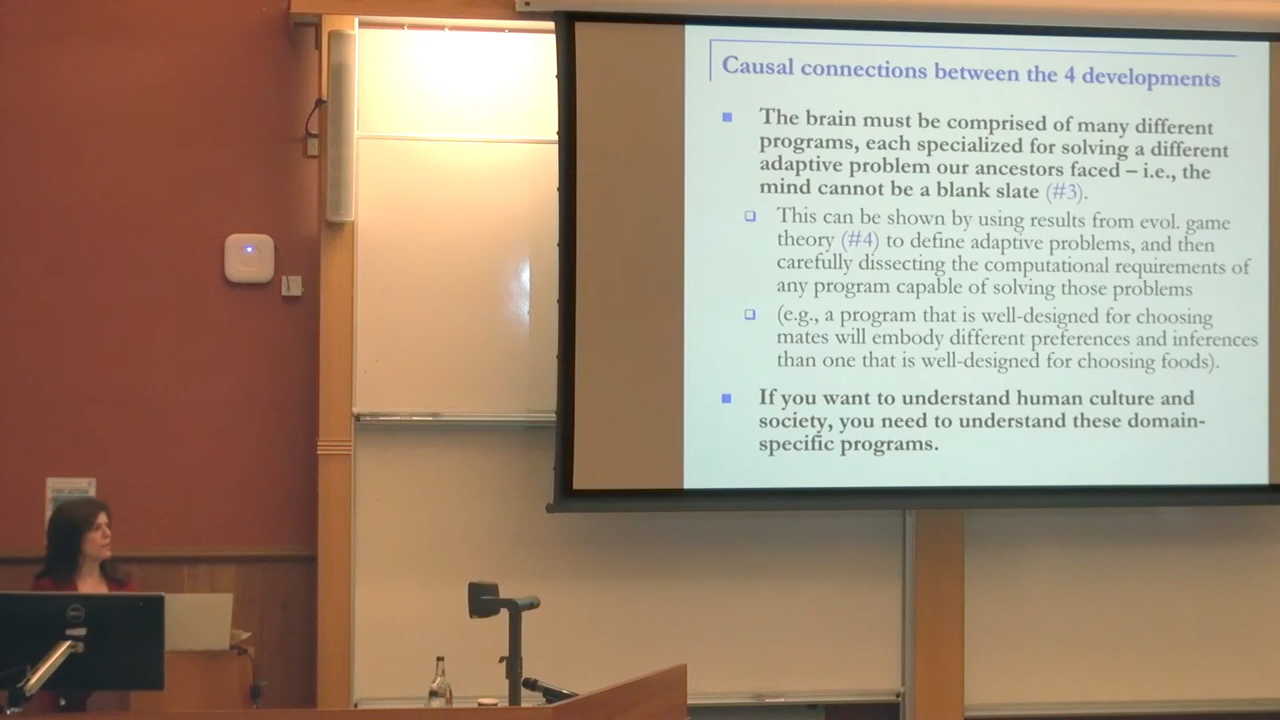 Causal connections between the 4 developments
The brain must be comprised of many different
programs, each specialized for solving a different
adaptive problem our ancestors faced – i.e., the
mind cannot be a blank slate (#3).
This can be shown by using results from evol. game
theory (#4) to define adaptive problems, and then
carefully dissecting the computational requirements of
any program capable of solving those problems
(e.g., a program that is well-designed for choosing
mates will embody different preferences and inferences
than one that is well-designed for choosing foods).
If you want to understand human culture and
society, you need to understand these domain-
specific programs.
DELL